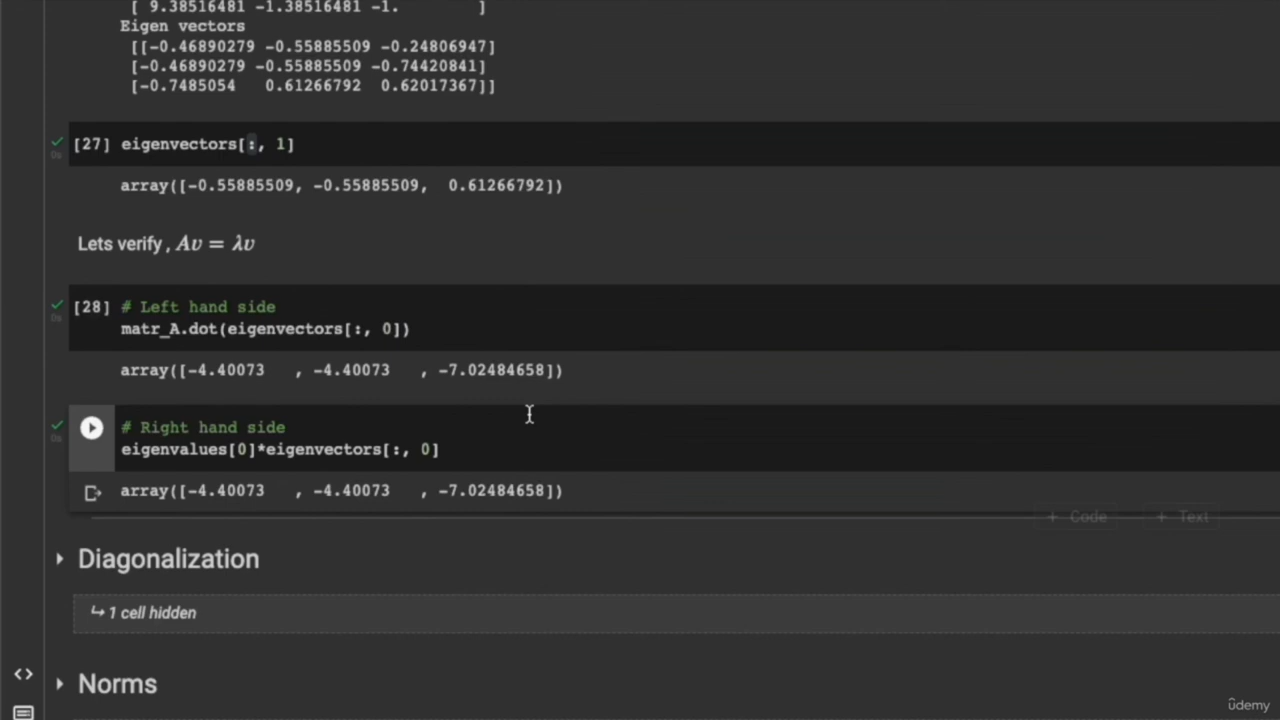 [ 9.38516481 -1.38516481 -1.        ]
Eigen vectors
[[-0.46890279 -0.55885509 -0.24806947]
[-0.46890279 -0.55885509 -0.74420841]
[-0.7485054   0.61266792  0.62017367]]
[27] eigenvectors[:, 1]
0s
array([-0.55885509, -0.55885509,  0.61266792])
Lets verify , Av = λv
[28] # Left hand side
0s
matr_A.dot(eigenvectors[:, 0])
array([-4.40073   , -4.40073   , -7.02484658])
# Right hand side
0s
eigenvalues[0]*eigenvectors[:, 0]
array([-4.40073   , -4.40073   , -7.02484658])
+ Code + Text
Diagonalization
↳ 1 cell hidden
Norms
ûdemy